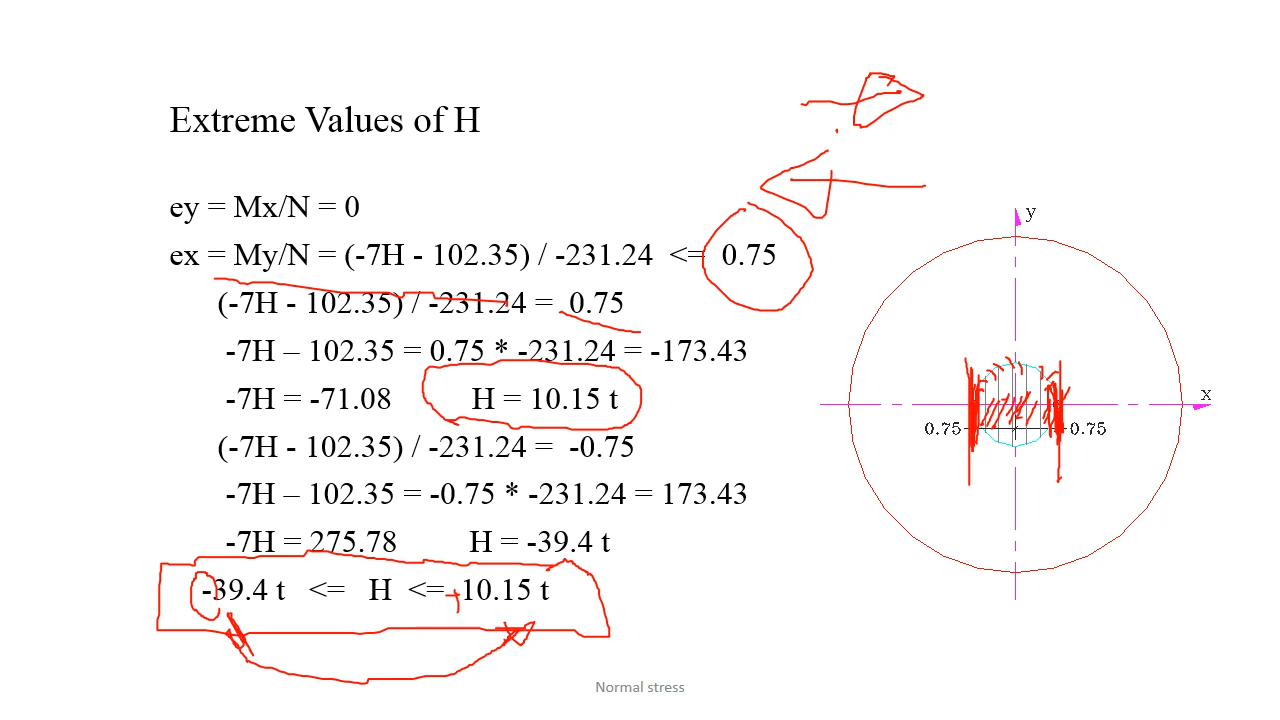 Extreme Values of H
ey = Mx/N = 0
ex = My/N = (-7H - 102.35) / -231.24 <= 0.75
(-7H - 102.35) / -231.24 = 0.75
-7H – 102.35 = 0.75 * -231.24 = -173.43
-7H = -71.08 H = 10.15 t
(-7H - 102.35) / -231.24 = -0.75
-7H – 102.35 = -0.75 * -231.24 = 173.43
-7H = 275.78 H = -39.4 t
-39.4 t <= H <= +10.15 t
y
x
0.75 0.75
Normal stress